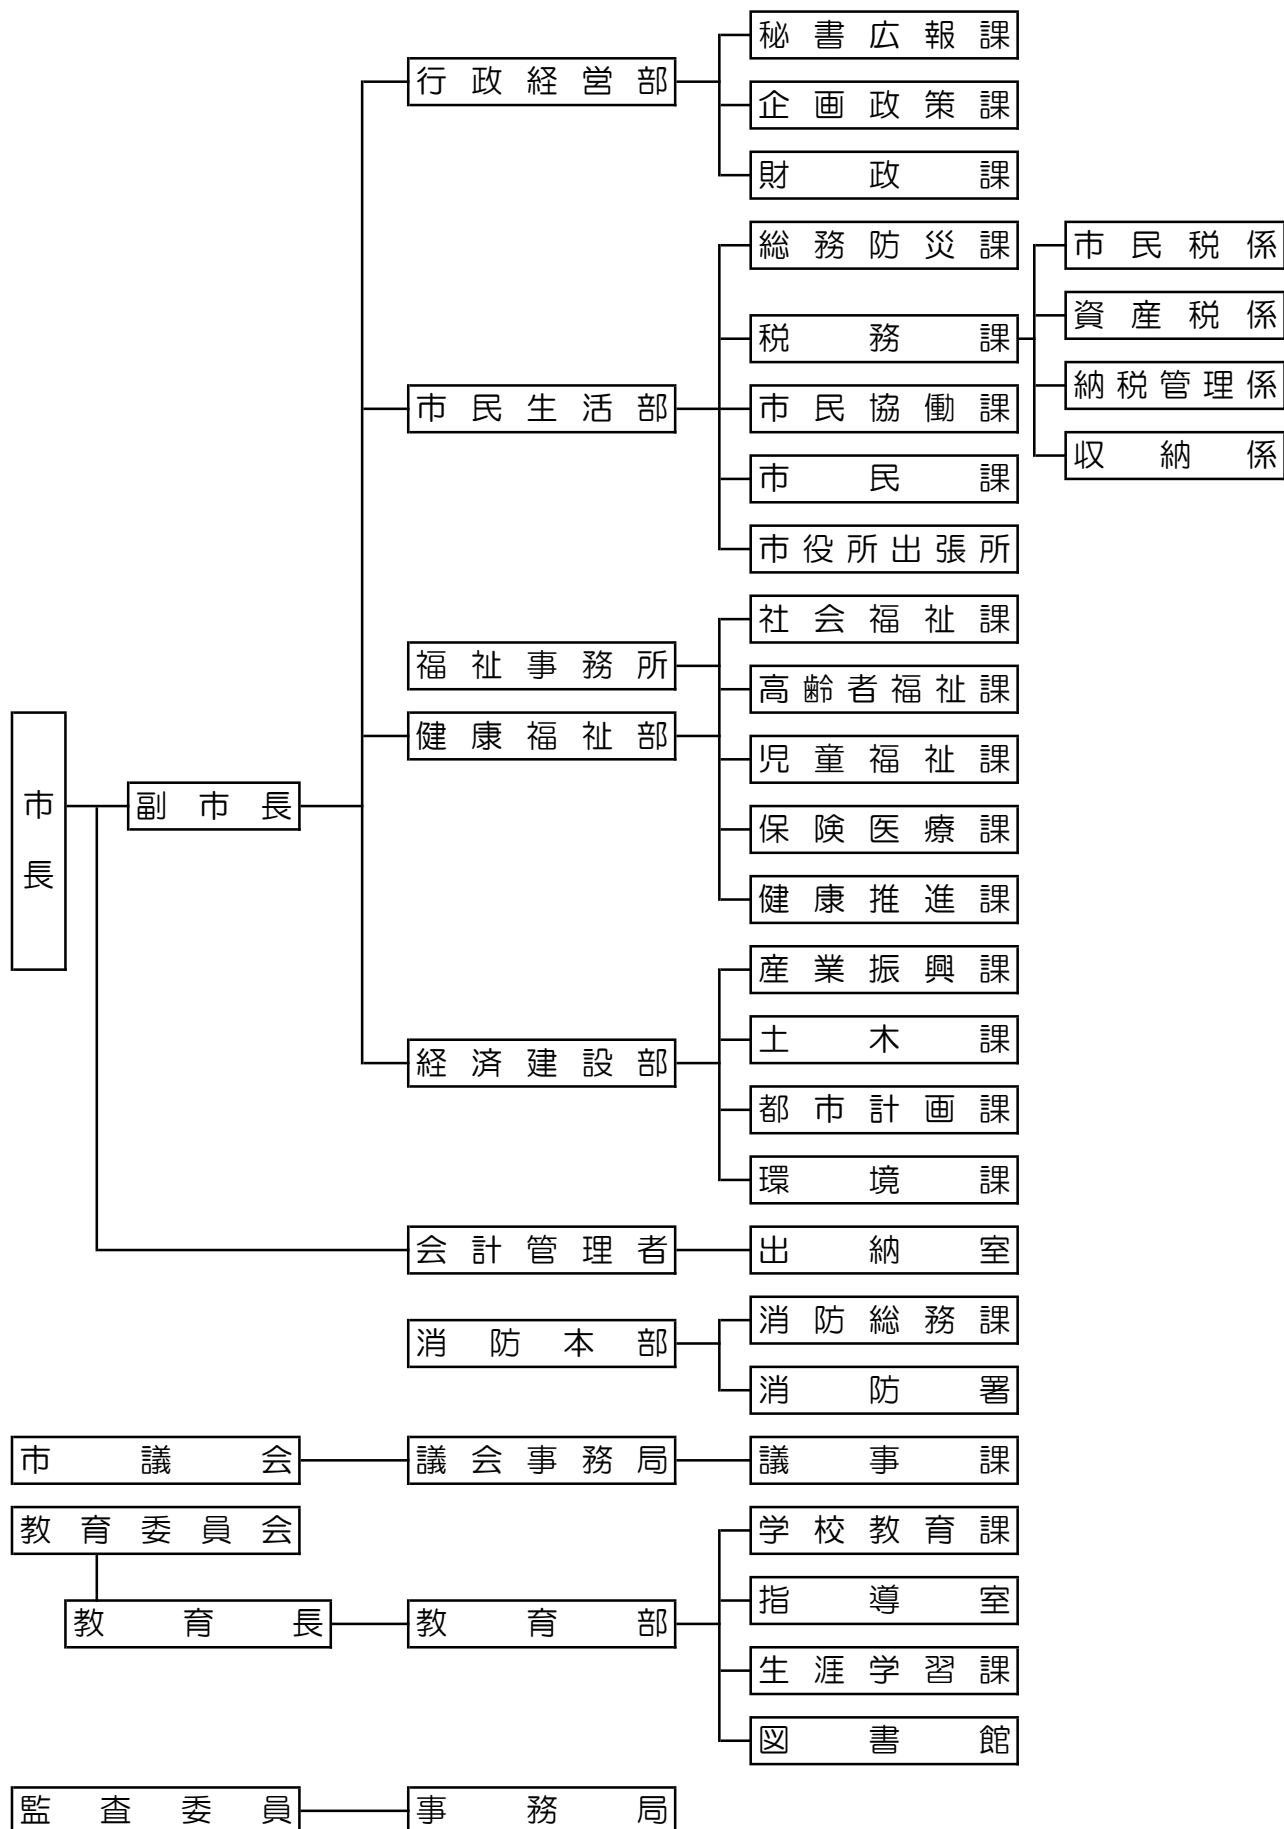 秘書広報課
行政経営部
企画政策課
財政課
総務防災課
市民税係
資産税係
税務課
納税管理係
市民生活部
市民協働課
収納係
市民課
市役所出張所
社会福祉課
福祉事務所
高齢者福祉課
健康福祉部
児童福祉課
市長
副市長
保険医療課
健康推進課
産業振興課
土木課
経済建設部
都市計画課
環境課
会計管理者
出納室
消防総務課
消防本部
消防署
市議会
議会事務局
議事課
教育委員会
学校教育課
指導室
教育長
教育部
生涯学習課
図書館
監査委員
事務局